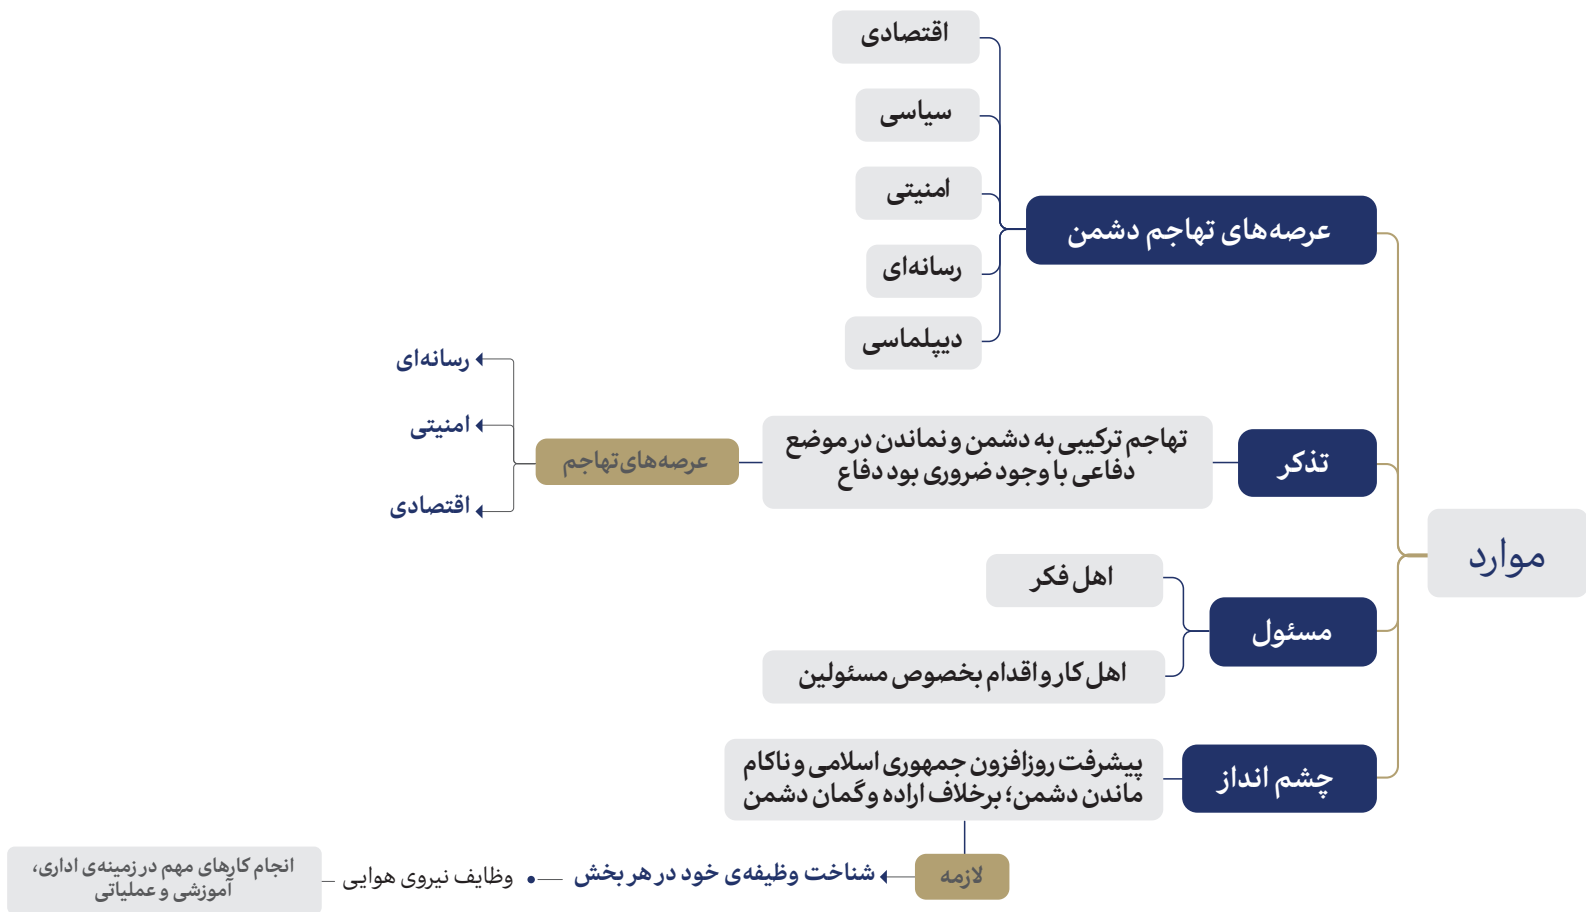 موارد
عرصه‌های تهاجم دشمن
اقتصادی
سیاسی
امنیتی
رسانه‌ای
دیپلماسی
تذکر
تهاجم ترکیبی به دشمن و نماندن در موضع
دفاعی با وجود ضروری بود دفاع
عرصه‌های تهاجم
رسانه‌ای
امنیتی
اقتصادی
مسئول
اهل فکر
اهل کار و اقدام بخصوص مسئولین
چشم انداز
پیشرفت روزافزون جمهوری اسلامی و ناکام
ماندن دشمن؛ برخلاف اراده و گمان دشمن
لازمه
شناخت وظیفه‌ی خود در هر بخش
وظایف نیروی هوایی
انجام کارهای مهم در زمینه‌ی اداری،
آموزشی و عملیاتی